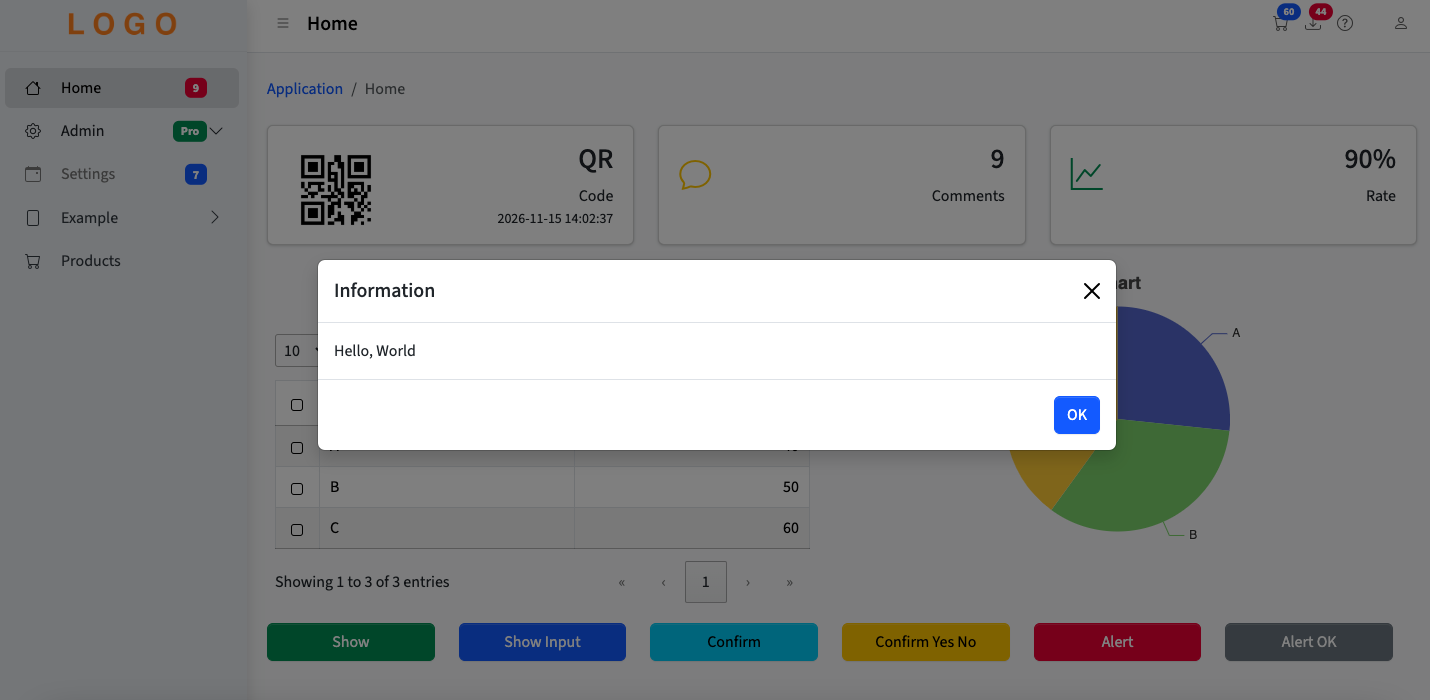 LOGO
Home
60
44
Home
9
Admin
Pro
Settings
7
Example
Products
Application / Home
QR
Code
2026-11-15 14:02:37
9
Comments
90%
Rate
Information
Hello, World
OK
10
A
B
B 50
C 60
Showing 1 to 3 of 3 entries
« ‹ 1 › »
Show
Show Input
Confirm
Confirm Yes No
Alert
Alert OK